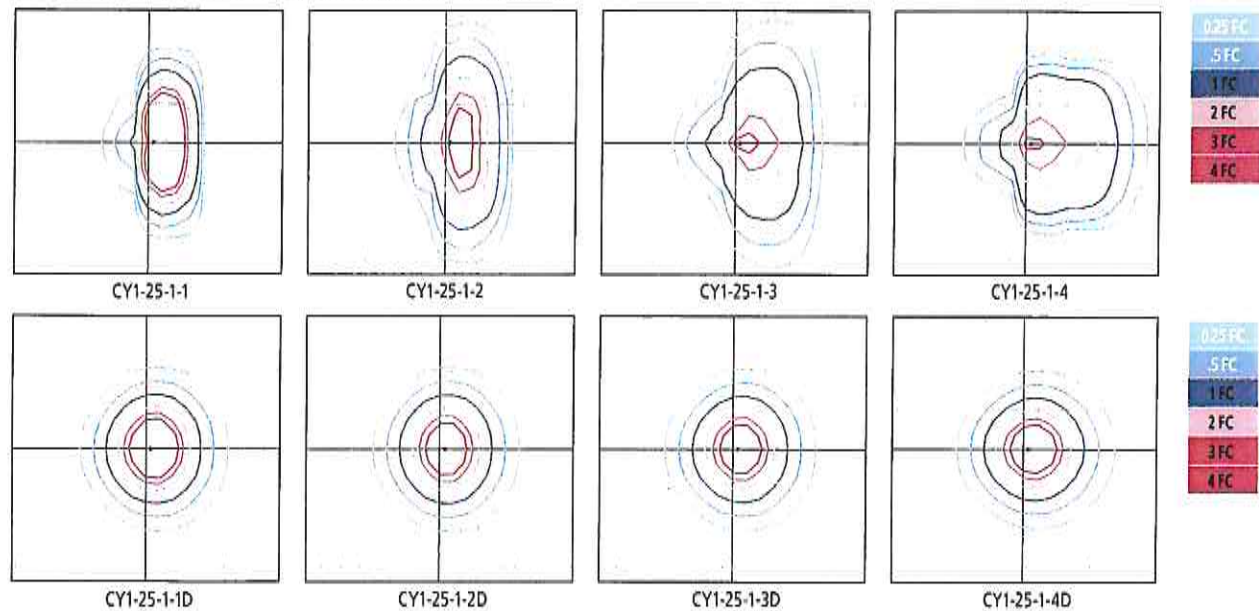 0.25 FC
.5 FC
1 FC
2 FC
3 FC
4 FC
CY1-25-1-1
CY1-25-1-2
CY1-25-1-3
CY1-25-1-4
0.25 FC
.5 FC
1 FC
2 FC
3 FC
4 FC
CY1-25-1-1D
CY1-25-1-2D
CY1-25-1-3D
CY1-25-1-4D